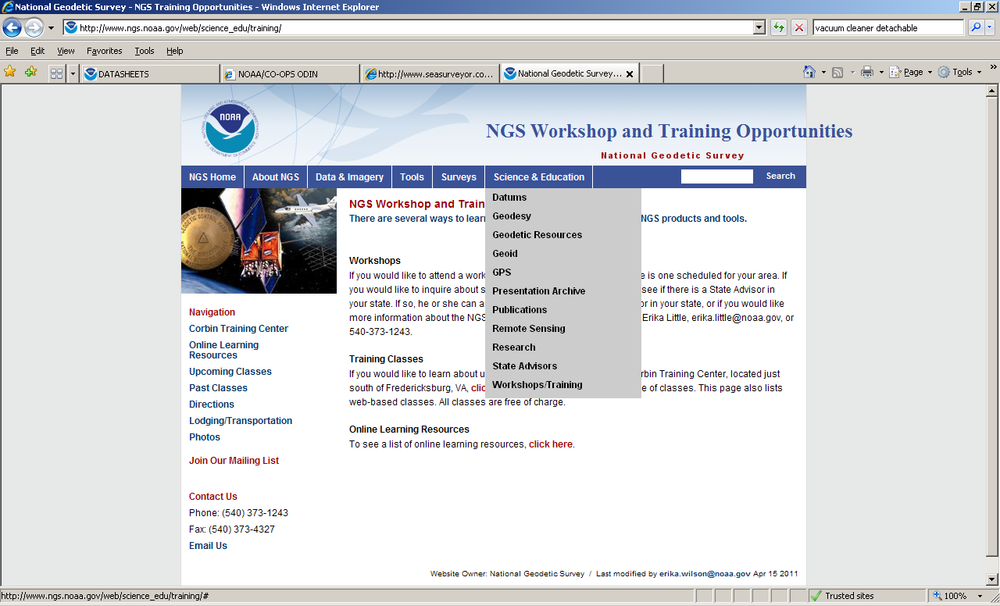 National Geodetic Survey - NGS Training Opportunities - Windows Internet Explorer
http://www.ngs.noaa.gov/web/science_edu/training/
vacuum cleaner detachable
File Edit View Favorites Tools Help
DATASHEETS
NOAA/CO-OPS ODIN
http://www.seasurveyor.co...
National Geodetic Survey...
Page
Tools
NOAA
NGS Workshop and Training Opportunities
National Geodetic Survey
NGS Home
About NGS
Data & Imagery
Tools
Surveys
Science & Education
Search
Datums
Geodesy
Geodetic Resources
Geoid
GPS
Presentation Archive
Publications
Remote Sensing
Research
State Advisors
Workshops/Training
Navigation
Corbin Training Center
Online Learning
Resources
Upcoming Classes
Past Classes
Directions
Lodging/Transportation
Photos
Join Our Mailing List
Contact Us
Phone: (540) 373-1243
Fax: (540) 373-4327
Email Us
NGS Workshop and Train
There are several ways to lear NGS products and tools.
Workshops
If you would like to attend a work e is one scheduled for your area. If
you would like to inquire about s see if there is a State Advisor in
your state. If so, he or she can a or in your state, or if you would like
more information about the NGS Erika Little, erika.little@noaa.gov, or
540-373-1243.
Training Classes
If you would like to learn about u rbin Training Center, located just
south of Fredericksburg, VA, clic e of classes. This page also lists
web-based classes. All classes are free of charge.
Online Learning Resources
To see a list of online learning resources, click here.
Website Owner: National Geodetic Survey / Last modified by erika.wilson@noaa.gov Apr 15 2011
http://www.ngs.noaa.gov/web/science_edu/training/#
Trusted sites
100%